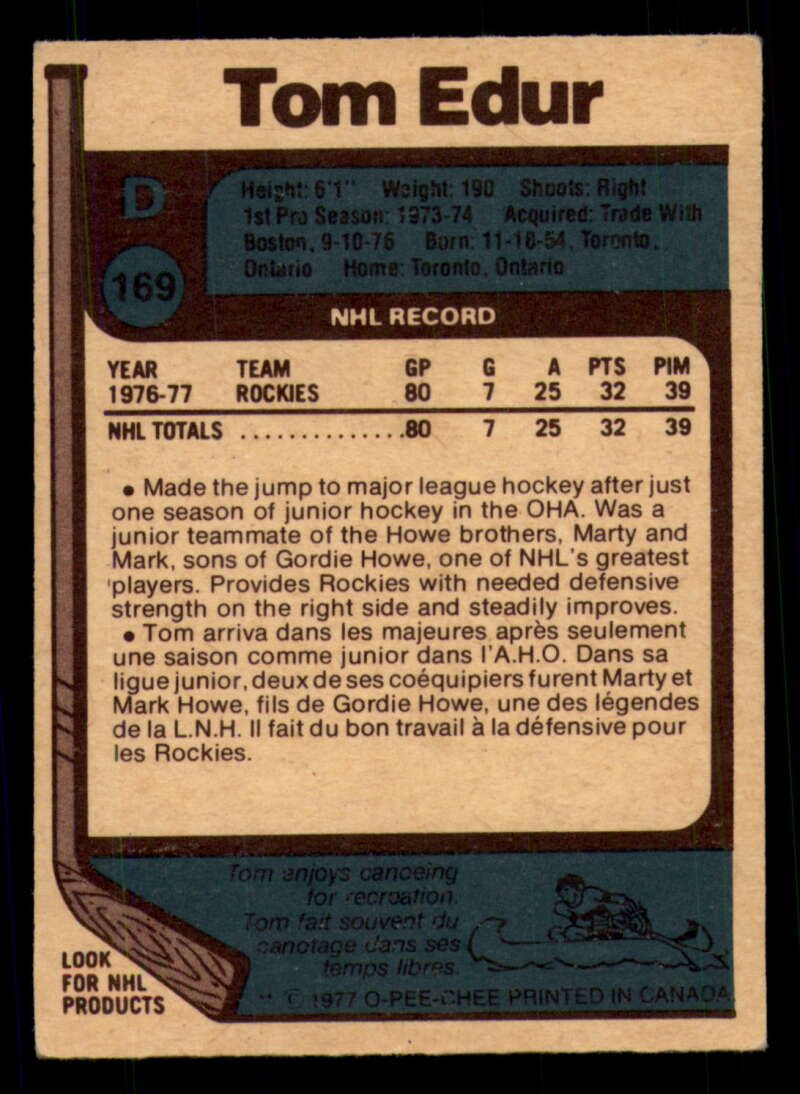 Tom Edur
D
169
Height: 6'1" Weight: 190 Shoots: Right
1st Pro Season: 1973-74 Acquired: Trade With
Boston, 9-10-76 Born: 11-18-54, Toronto,
Ontario Home: Toronto, Ontario
NHL RECORD
YEAR TEAM GP G A PTS PIM
1976-77 ROCKIES 80 7 25 32 39
NHL TOTALS ..............80 7 25 32 39
• Made the jump to major league hockey after just
one season of junior hockey in the OHA. Was a
junior teammate of the Howe brothers, Marty and
Mark, sons of Gordie Howe, one of NHL's greatest
players. Provides Rockies with needed defensive
strength on the right side and steadily improves.
• Tom arriva dans les majeures après seulement
une saison comme junior dans l'A.H.O. Dans sa
ligue junior, deux de ses coéquipiers furent Marty et
Mark Howe, fils de Gordie Howe, une des légendes
de la L.N.H. Il fait du bon travail à la défensive pour
les Rockies.
Tom enjoys canoeing
for recreation.
Tom fait souvent du
canotage dans ses
temps libres.
LOOK
FOR NHL
PRODUCTS
** © 1977 O-PEE-CHEE PRINTED IN CANADA